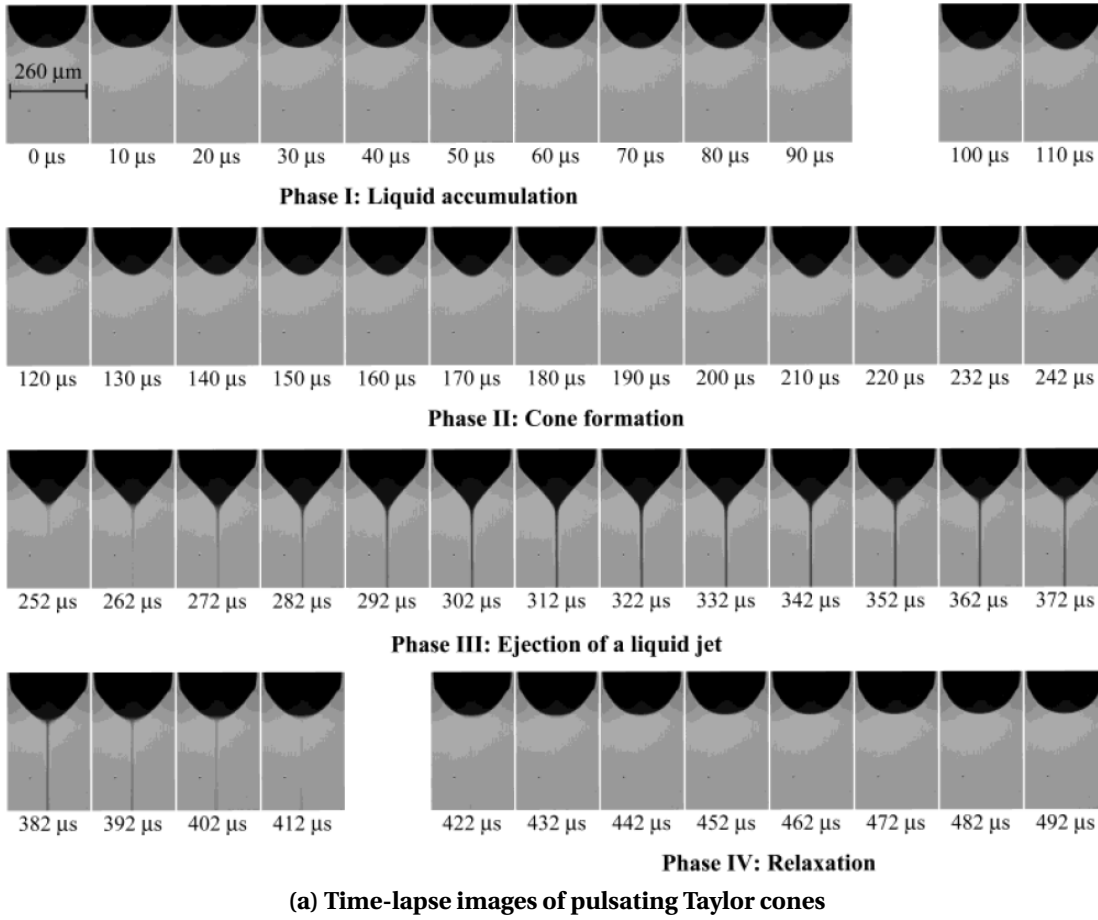 260 µm
0 µs 10 µs 20 µs 30 µs 40 µs 50 µs 60 µs 70 µs 80 µs 90 µs 100 µs 110 µs
Phase I: Liquid accumulation
120 µs 130 µs 140 µs 150 µs 160 µs 170 µs 180 µs 190 µs 200 µs 210 µs 220 µs 232 µs 242 µs
Phase II: Cone formation
252 µs 262 µs 272 µs 282 µs 292 µs 302 µs 312 µs 322 µs 332 µs 342 µs 352 µs 362 µs 372 µs
Phase III: Ejection of a liquid jet
382 µs 392 µs 402 µs 412 µs 422 µs 432 µs 442 µs 452 µs 462 µs 472 µs 482 µs 492 µs
Phase IV: Relaxation
(a) Time-lapse images of pulsating Taylor cones